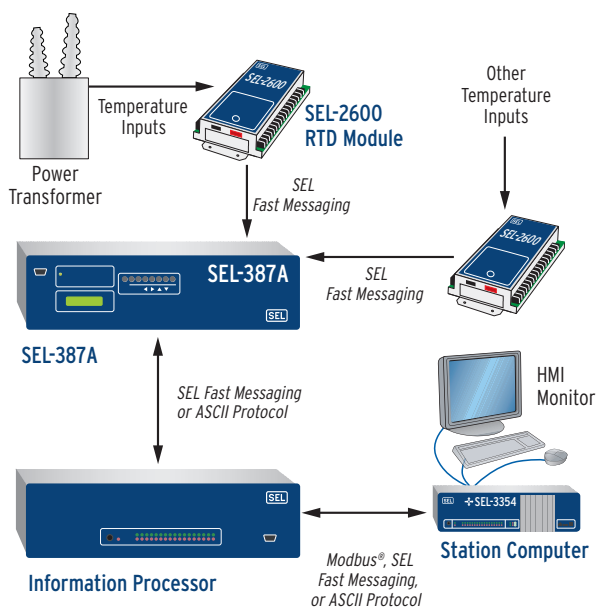 SEL
SEL-2600
Temperature
Inputs
SEL-2600
RTD Module
Power
Transformer
Other
Temperature
Inputs
SEL
Fast Messaging
SEL-2600
SEL-387A
SEL
SEL
Fast Messaging
SEL-387A
SEL Fast Messaging
or ASCII Protocol
HMI
Monitor
SEL
SEL
SEL-3354
Station Computer
Information Processor
Modbus®, SEL
Fast Messaging,
or ASCII Protocol